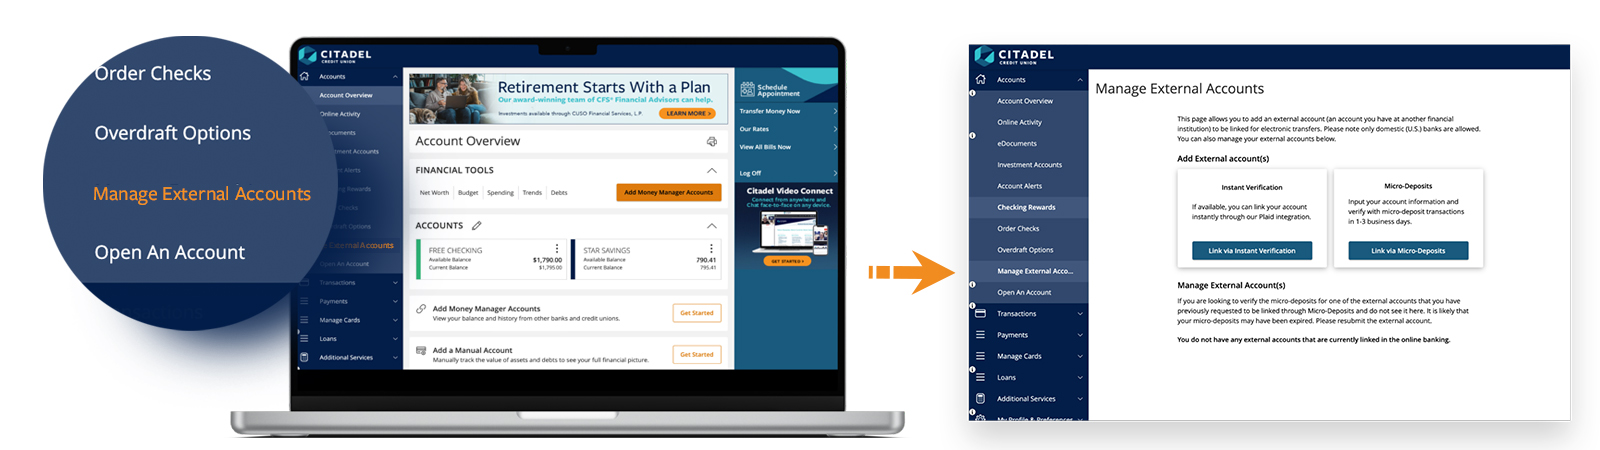 Order Checks
Overdraft Options
Manage External Accounts
Open An Account
CITADEL
CREDIT UNION
Accounts
Account Overview
Online Activity
Documents
stment Accounts
nt Alerts
g Rewards
Checks
ft Options
External Accounts
Open An Account
Transactions
Payments
Manage Cards
Loans
Additional Services
Retirement Starts With a Plan
Our award-winning team of CFS* Financial Advisors can help.
Investments available through CUSO Financial Services, L.P.
LEARN MORE >
Account Overview
FINANCIAL TOOLS
Net Worth
Budget
Spending
Trends
Debts
Add Money Manager Accounts
ACCOUNTS
FREE CHECKING
Available Balance $1,790.00
Current Balance $1,795.00
STAR SAVINGS
Available Balance 790.41
Current Balance 795.41
Add Money Manager Accounts
View your balance and history from other banks and credit unions.
Get Started
Add a Manual Account
Manually track the value of assets and debts to see your full financial picture.
Get Started
Schedule
Appointment
Transfer Money Now
Our Rates
View All Bills Now
Log Off
Citadel Video Connect
Connect from anywhere and
Chat face-to-face on any device.
GET STARTED >
CITADEL
CREDIT UNION
Accounts
Account Overview
Online Activity
eDocuments
Investment Accounts
Account Alerts
Checking Rewards
Order Checks
Overdraft Options
Manage External Acco...
Open An Account
Transactions
Payments
Manage Cards
Loans
Additional Services
My Profile & Preferences
Manage External Accounts
This page allows you to add an external account (an account you have at another financial
institution) to be linked for electronic transfers. Please note only domestic (U.S.) banks are allowed.
You can also manage your external accounts below.
Add External account(s)
Instant Verification
If available, you can link your account
instantly through our Plaid integration.
Link via Instant Verification
Micro-Deposits
Input your account information and
verify with micro-deposit transactions
in 1-3 business days.
Link via Micro-Deposits
Manage External Account(s)
If you are looking to verify the micro-deposits for one of the external accounts that you have
previously requested to be linked through Micro-Deposits and do not see it here. It is likely that
your micro-deposits may have been expired. Please resubmit the external account.
You do not have any external accounts that are currently linked in the online banking.